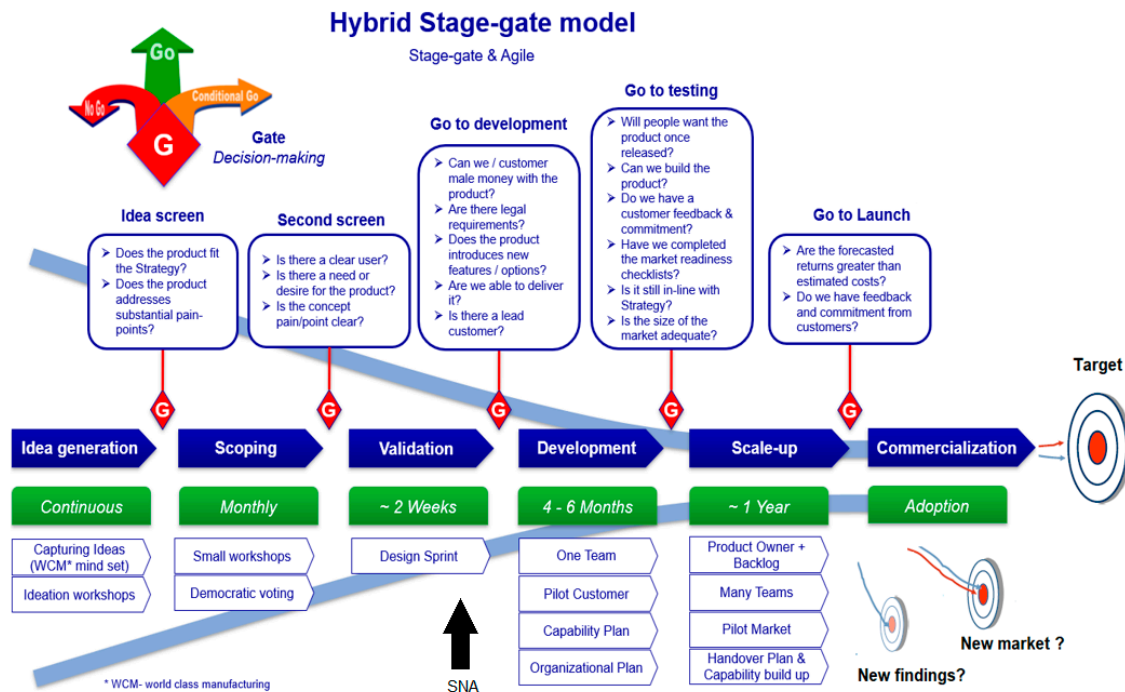 Hybrid Stage-gate model
Stage-gate & Agile
Go
No Go
Conditional Go
G
Gate
Decision-making
Idea screen
➢ Does the product fit
the Strategy?
➢ Does the product
addresses
substantial pain-
points?
Second screen
➢ Is there a clear user?
➢ Is there a need or
desire for the product?
➢ Is the concept
pain/point clear?
Go to development
➢ Can we / customer
male money with the
product?
➢ Are there legal
requirements?
➢ Does the product
introduces new
features / options?
➢ Are we able to deliver
it?
➢ Is there a lead
customer?
Go to testing
➢ Will people want the
product once
released?
➢ Can we build the
product?
➢ Do we have a
customer feedback &
commitment?
➢ Have we completed
the market readiness
checklists?
➢ Is it still in-line with
Strategy?
➢ Is the size of the
market adequate?
Go to Launch
➢ Are the forecasted
returns greater than
estimated costs?
➢ Do we have feedback
and commitment from
customers?
G
G
G
G
G
Target
Idea generation
Scoping
Validation
Development
Scale-up
Commercialization
Continuous
Monthly
~ 2 Weeks
4 - 6 Months
~ 1 Year
Adoption
Capturing Ideas
(WCM* mind set)
Ideation workshops
Small workshops
Democratic voting
Design Sprint
One Team
Pilot Customer
Capability Plan
Organizational Plan
Product Owner +
Backlog
Many Teams
Pilot Market
Handover Plan &
Capability build up
New market ?
New findings?
* WCM- world class manufacturing
SNA